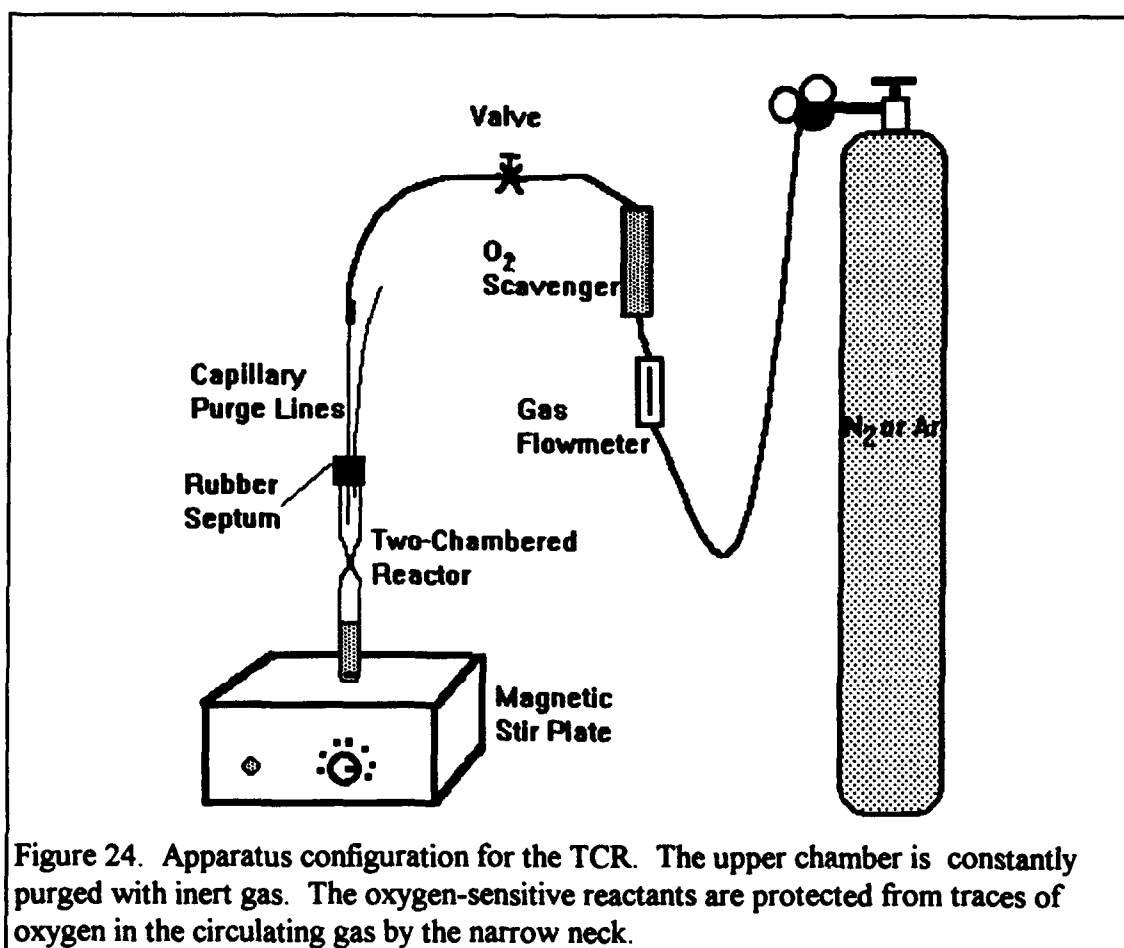 Valve
O2
Scavenger
Capillary
Purge Lines
Gas
Flowmeter
N2 or Ar
Rubber
Septum
Two-Chambered
Reactor
Magnetic
Stir Plate
Figure 24. Apparatus configuration for the TCR. The upper chamber is constantly
purged with inert gas. The oxygen-sensitive reactants are protected from traces of
oxygen in the circulating gas by the narrow neck.